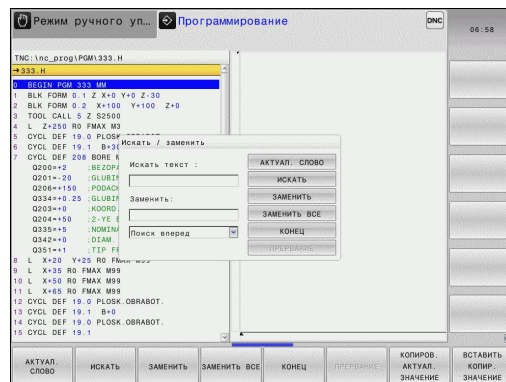 Режим ручного уп…
Программирование
DNC
06:58
TNC:\nc_prog\PGM\333.H
→333.H
0 BEGIN PGM 333 MM
1 BLK FORM 0.1 Z X+0 Y+0 Z-30
2 BLK FORM 0.2 X+100 Y+100 Z+0
3 TOOL CALL 5 Z S2500
4 L Z+250 R0 FMAX M3
5 CYCL DEF 19.0 PLOSK.OBRABOT.
6 CYCL DEF 19.1 B+30
7 CYCL DEF 208 BORE M
Q200=+2 ;BEZOPA
Q201=-20 ;GLUBIN
Q206=+150 ;PODACH
Q334=+0.25 ;GLUBIN
Q203=+0 ;KOORD.
Q204=+50 ;2-YE B
Q335=+5 ;NOMINA
Q342=+0 ;DIAM.
Q351=+1 ;TIP FR
8 L X+20 Y+25 R0 FMAX M99
9 L X+35 R0 FMAX M99
10 L X+50 R0 FMAX M99
11 L X+65 R0 FMAX M99
12 CYCL DEF 19.0 PLOSK.OBRABOT.
13 CYCL DEF 19.1 B+0
14 CYCL DEF 19.0 PLOSK.OBRABOT.
15 CYCL DEF 19.1
Искать / заменить
Искать текст :
Заменить:
Поиск вперед
АКТУАЛ. СЛОВО
ИСКАТЬ
ЗАМЕНИТЬ
ЗАМЕНИТЬ ВСЕ
КОНЕЦ
ПРЕРВАНИЕ
АКТУАЛ. СЛОВО
ИСКАТЬ
ЗАМЕНИТЬ
ЗАМЕНИТЬ ВСЕ
КОНЕЦ
ПРЕРВАНИЕ
КОПИРОВ. АКТУАЛ. ЗНАЧЕНИЕ
ВСТАВИТЬ КОПИР. ЗНАЧЕНИЕ